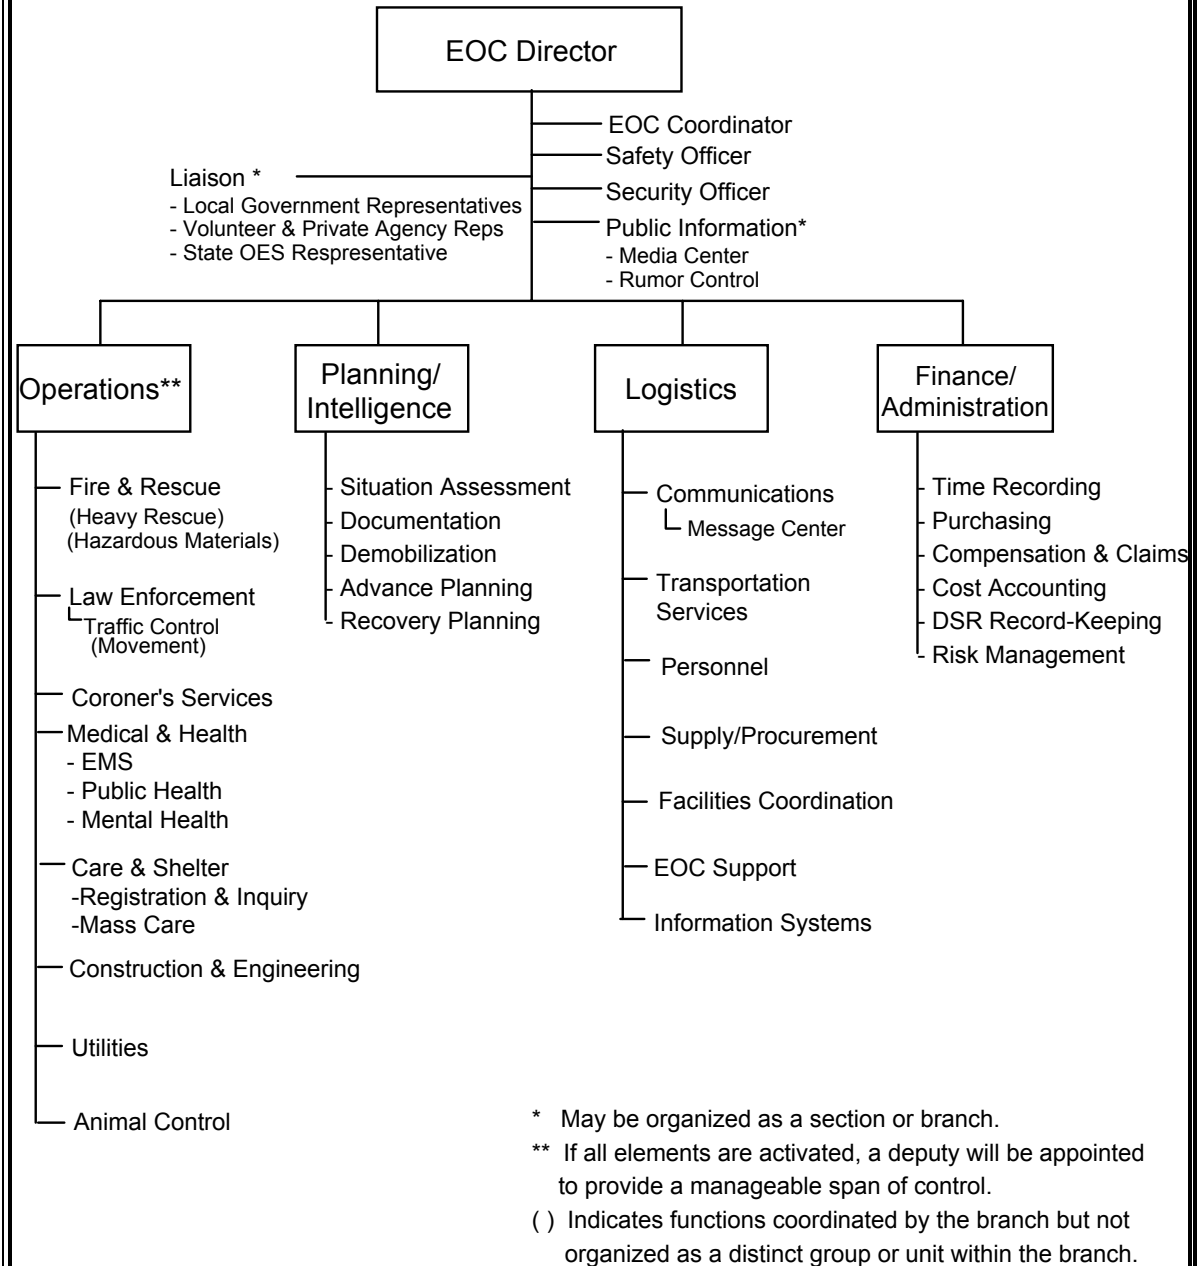 EOC Director
EOC Coordinator
Safety Officer
Security Officer
Public Information*
- Media Center
- Rumor Control
Liaison *
- Local Government Representatives
- Volunteer & Private Agency Reps
- State OES Respresentative
Operations**
Fire & Rescue
(Heavy Rescue)
(Hazardous Materials)
Law Enforcement
Traffic Control
(Movement)
Coroner's Services
Medical & Health
- EMS
- Public Health
- Mental Health
Care & Shelter
-Registration & Inquiry
-Mass Care
Construction & Engineering
Utilities
Animal Control
Planning/
Intelligence
- Situation Assessment
- Documentation
- Demobilization
- Advance Planning
- Recovery Planning
Logistics
Communications
Message Center
Transportation
Services
Personnel
Supply/Procurement
Facilities Coordination
EOC Support
Information Systems
Finance/
Administration
- Time Recording
- Purchasing
- Compensation & Claims
- Cost Accounting
- DSR Record-Keeping
- Risk Management
* May be organized as a section or branch.
** If all elements are activated, a deputy will be appointed
to provide a manageable span of control.
( ) Indicates functions coordinated by the branch but not
organized as a distinct group or unit within the branch.